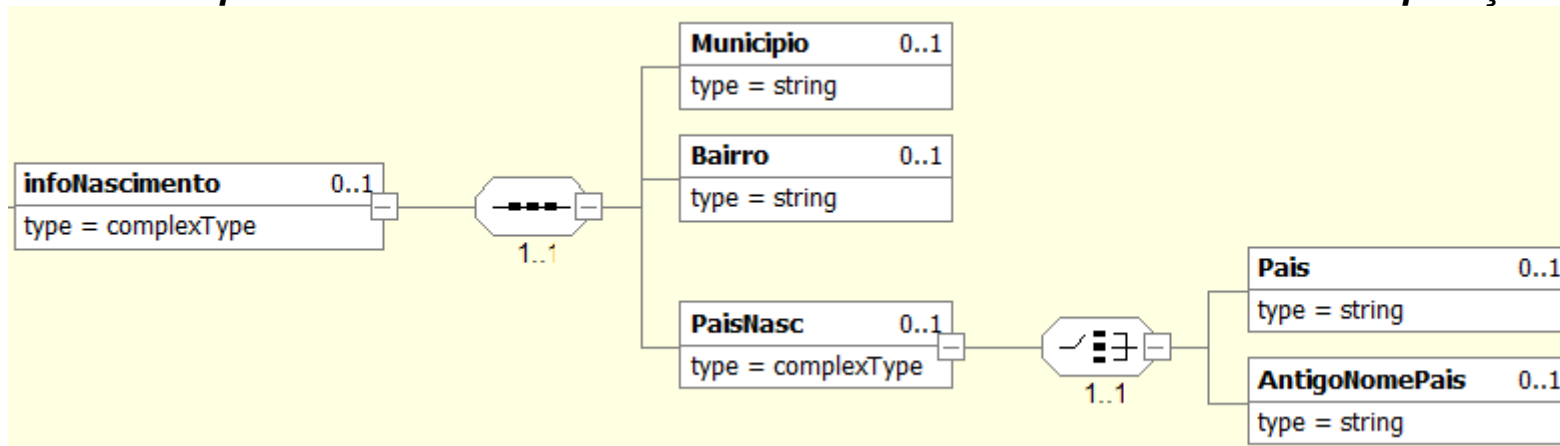 infoNascimento 0..1
type = complexType
1..1
Municipio 0..1
type = string
Bairro 0..1
type = string
PaisNasc 0..1
type = complexType
1..1
Pais 0..1
type = string
AntigoNomePais 0..1
type = string